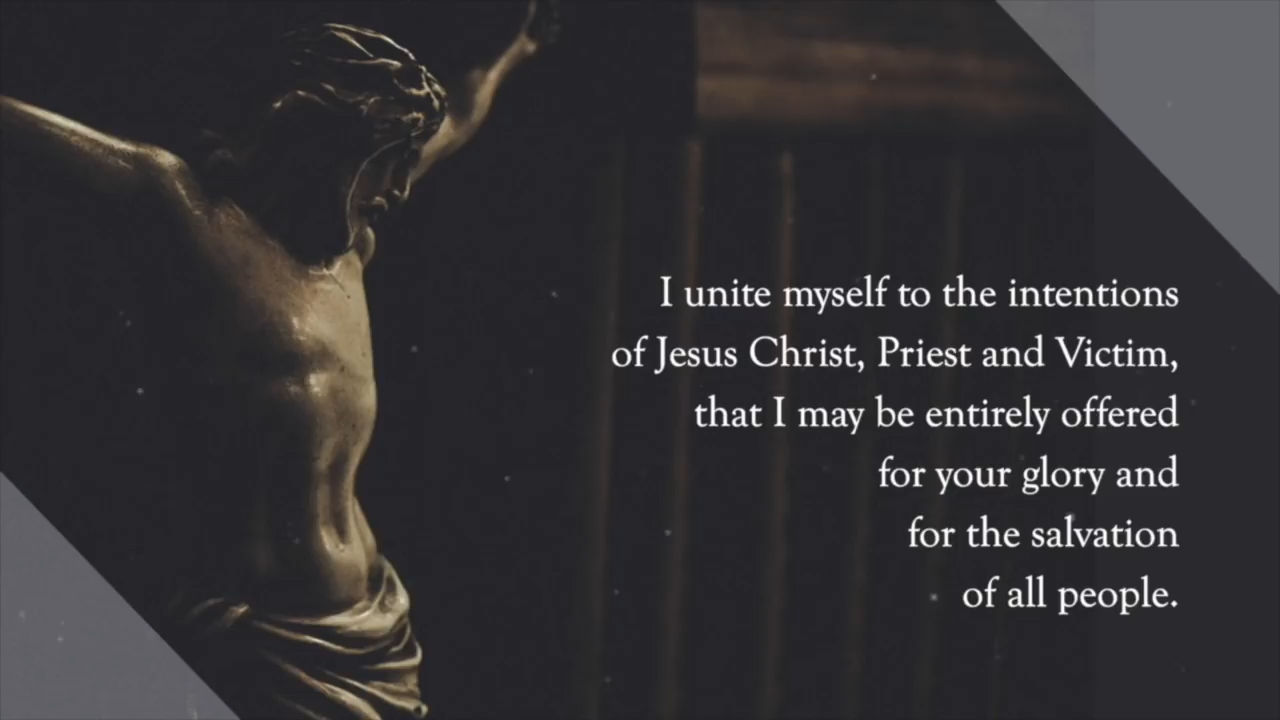 I unite myself to the intentions
of Jesus Christ, Priest and Victim,
that I may be entirely offered
for your glory and
for the salvation
of all people.